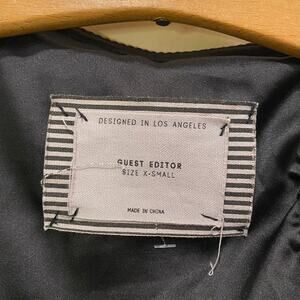 DESIGNED IN LOS ANGELES
GUEST EDITOR
SIZE X-SMALL
MADE IN CHINA